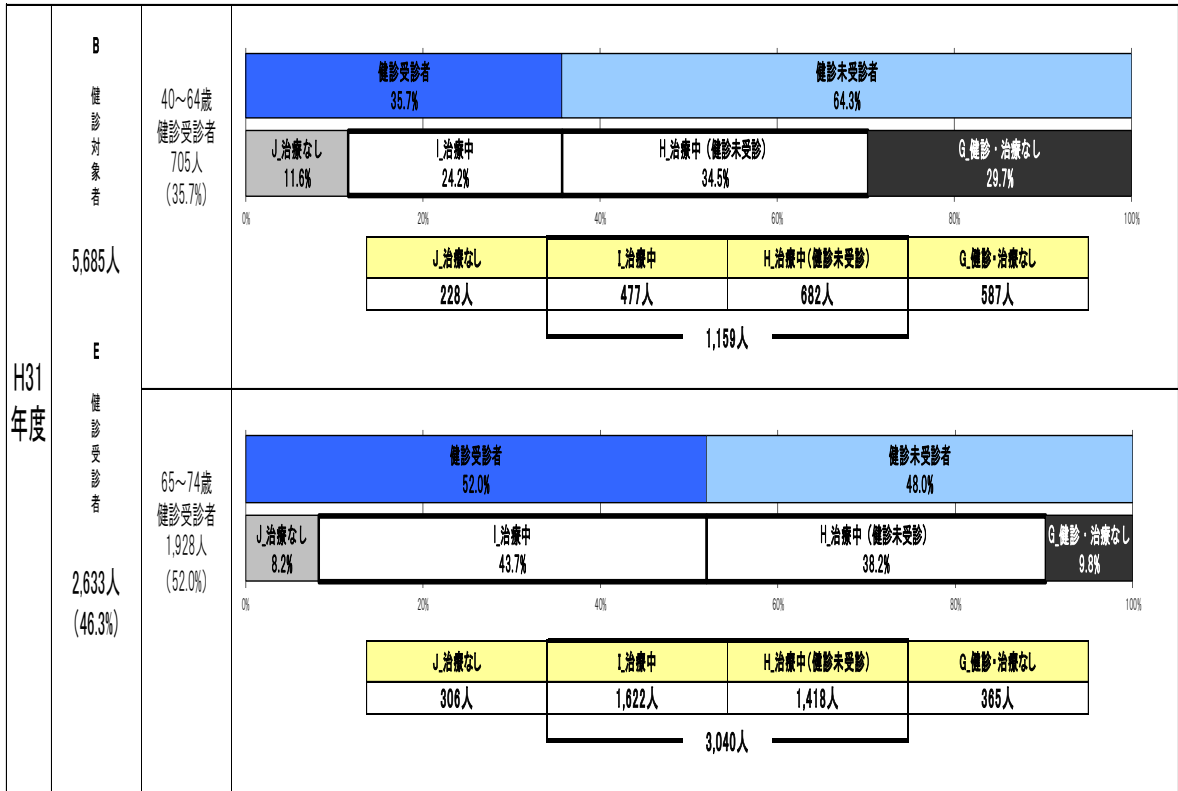 H31
年度
B
健診対象者
5,685人
E
健診受診者
2,633人
(46.3%)
40～64歳
健診受診者
705人
(35.7%)
健診受診者
35.7%
健診未受診者
64.3%
J_治療なし
11.6%
I_治療中
24.2%
H_治療中（健診未受診）
34.5%
G_健診・治療なし
29.7%
0% 20% 40% 60% 80% 100%
J_治療なし I_治療中 H_治療中(健診未受診) G_健診・治療なし
228人 477人 682人 587人
1,159人
65～74歳
健診受診者
1,928人
(52.0%)
健診受診者
52.0%
健診未受診者
48.0%
J_治療なし
8.2%
I_治療中
43.7%
H_治療中（健診未受診）
38.2%
G_健診・治療なし
9.8%
0% 20% 40% 60% 80% 100%
J_治療なし I_治療中 H_治療中(健診未受診) G_健診・治療なし
306人 1,622人 1,418人 365人
3,040人